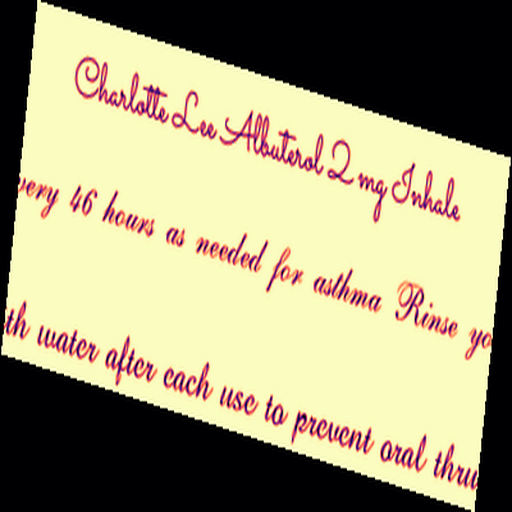 Charlotte Lee Albuterol 2 mg Inhale
very 46 hours as needed for asthma Rinse yo
th water after each use to prevent oral thru